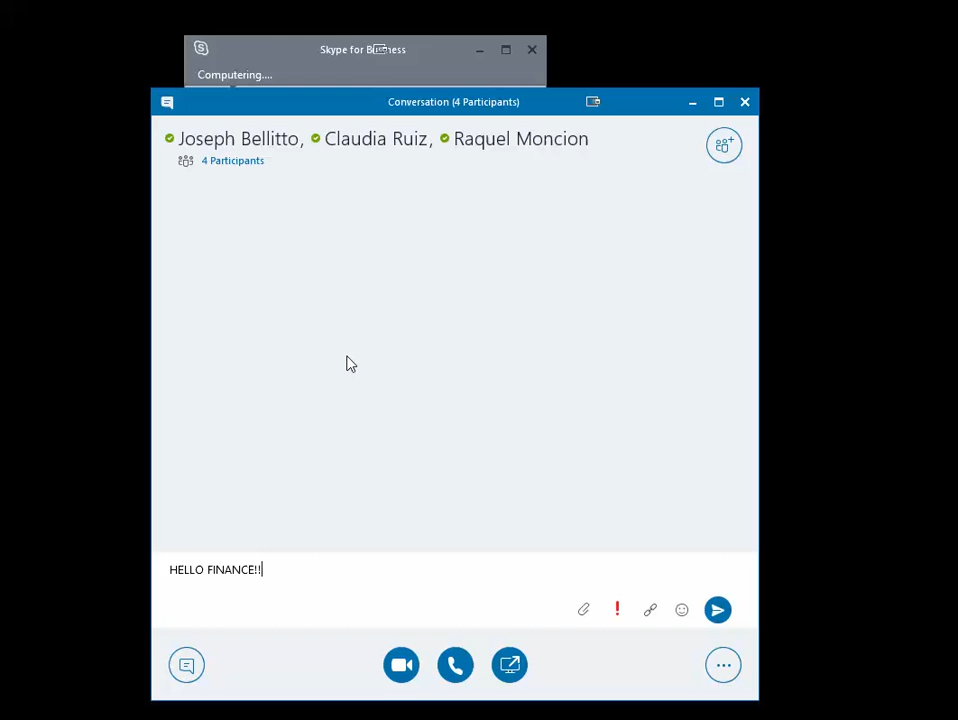 Skype for Business
Computering....
Conversation (4 Participants)
Joseph Bellitto, Claudia Ruiz, Raquel Moncion
4 Participants
HELLO FINANCE!!